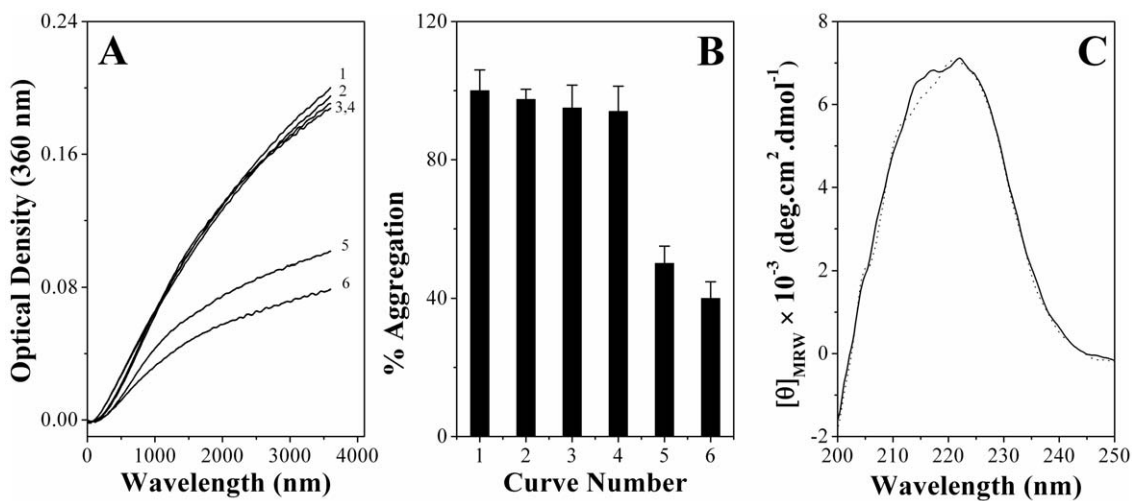 A
Optical Density (360 nm)
0.24
0.16
0.08
0.00
1
2
3,4
5
6
0 1000 2000 3000 4000
Wavelength (nm)
B
% Aggregation
120
80
40
0
1 2 3 4 5 6
Curve Number
C
[θ]MRW × 10⁻³ (deg.cm².dmol⁻¹)
8
6
4
2
0
-2
200 210 220 230 240 250
Wavelength (nm)